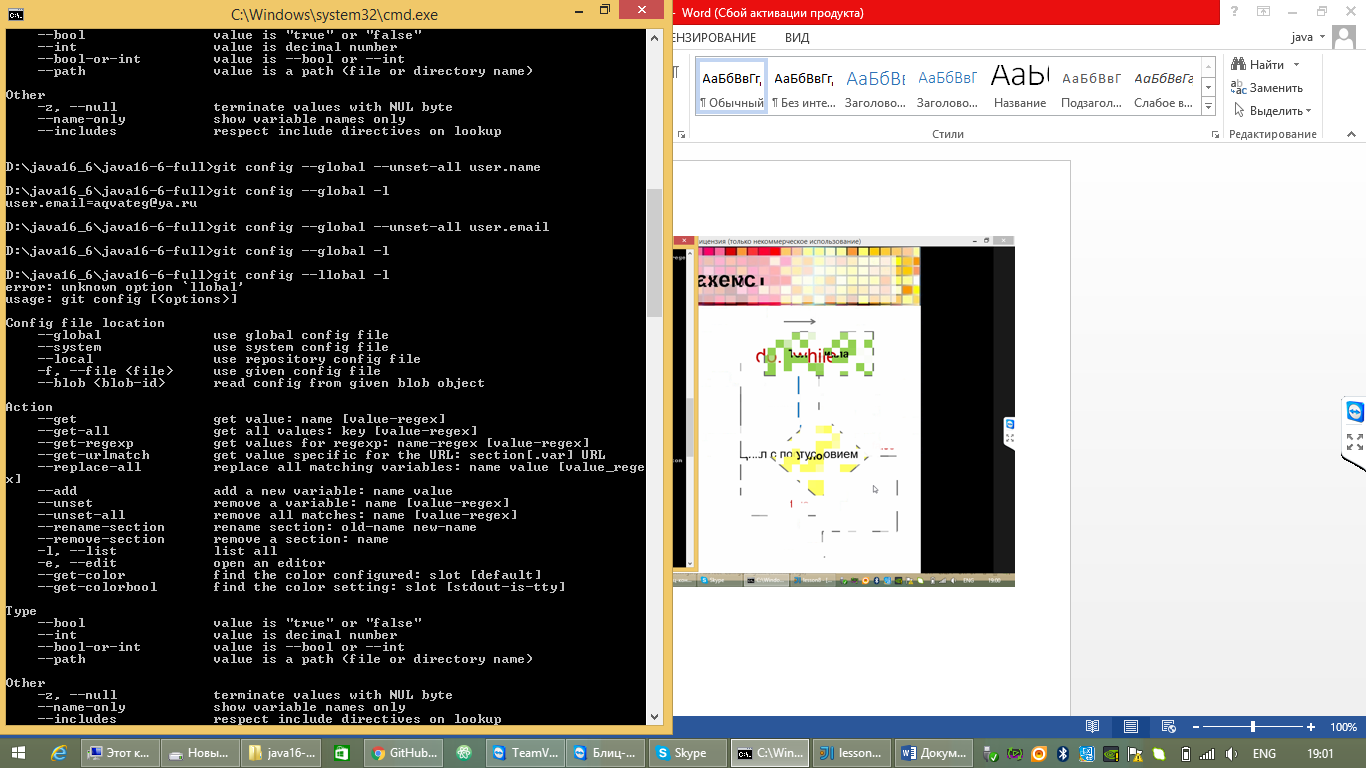 C:\Windows\system32\cmd.exe
--bool value is "true" or "false"
--int value is decimal number
--bool-or-int value is --bool or --int
--path value is a path (file or directory name)
Other
-z, --null terminate values with NUL byte
--name-only show variable names only
--includes respect include directives on lookup
D:\java16_6\java16-6-full>git config --global --unset-all user.name
D:\java16_6\java16-6-full>git config --global -l
user.email=aqvateg@ya.ru
D:\java16_6\java16-6-full>git config --global --unset-all user.email
D:\java16_6\java16-6-full>git config --global -l
D:\java16_6\java16-6-full>git config --llobal -l
error: unknown option `llobal'
usage: git config [<options>]
Config file location
--global use global config file
--system use system config file
--local use repository config file
-f, --file <file> use given config file
--blob <blob-id> read config from given blob object
Action
--get get value: name [value-regex]
--get-all get all values: key [value-regex]
--get-regexp get values for regexp: name-regex [value-regex]
--get-urlmatch get value specific for the URL: section[.var] URL
--replace-all replace all matching variables: name value [value_rege
x]
--add add a new variable: name value
--unset remove a variable: name [value-regex]
--unset-all remove all matches: name [value-regex]
--rename-section rename section: old-name new-name
--remove-section remove a section: name
-l, --list list all
-e, --edit open an editor
--get-color find the color configured: slot [default]
--get-colorbool find the color setting: slot [stdout-is-tty]
Type
--bool value is "true" or "false"
--int value is decimal number
--bool-or-int value is --bool or --int
--path value is a path (file or directory name)
Other
-z, --null terminate values with NUL byte
--name-only show variable names only
--includes respect include directives on lookup
- Word (Сбой активации продукта)
ЕНЗИРОВАНИЕ ВИД
java
АаБбВвГг, АаБбВвГг, АаБбВв АаБбВвГ АаБ АаБбВвГ АаБбВвГг
¶ Обычный ¶ Без инте... Заголово... Заголово... Название Подзагол... Слабое в...
Стили
Найти
Заменить
Выделить
Редактирование
ицензия (только некоммерческое использование)
Skype C:\Windo... ENG 19:00
100%
Этот к... Новы... java16-... GitHub... TeamV... Блиц-... Skype C:\Win... lesson... Докум... ENG 19:01